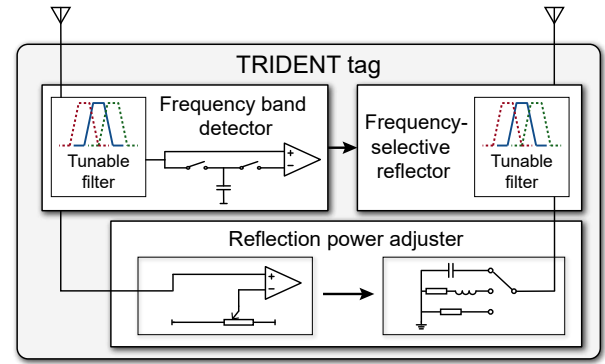 TRIDENT tag
Frequency band
detector
Tunable
filter
+
−
Frequency-
selective
reflector
Tunable
filter
Reflection power adjuster
+
−